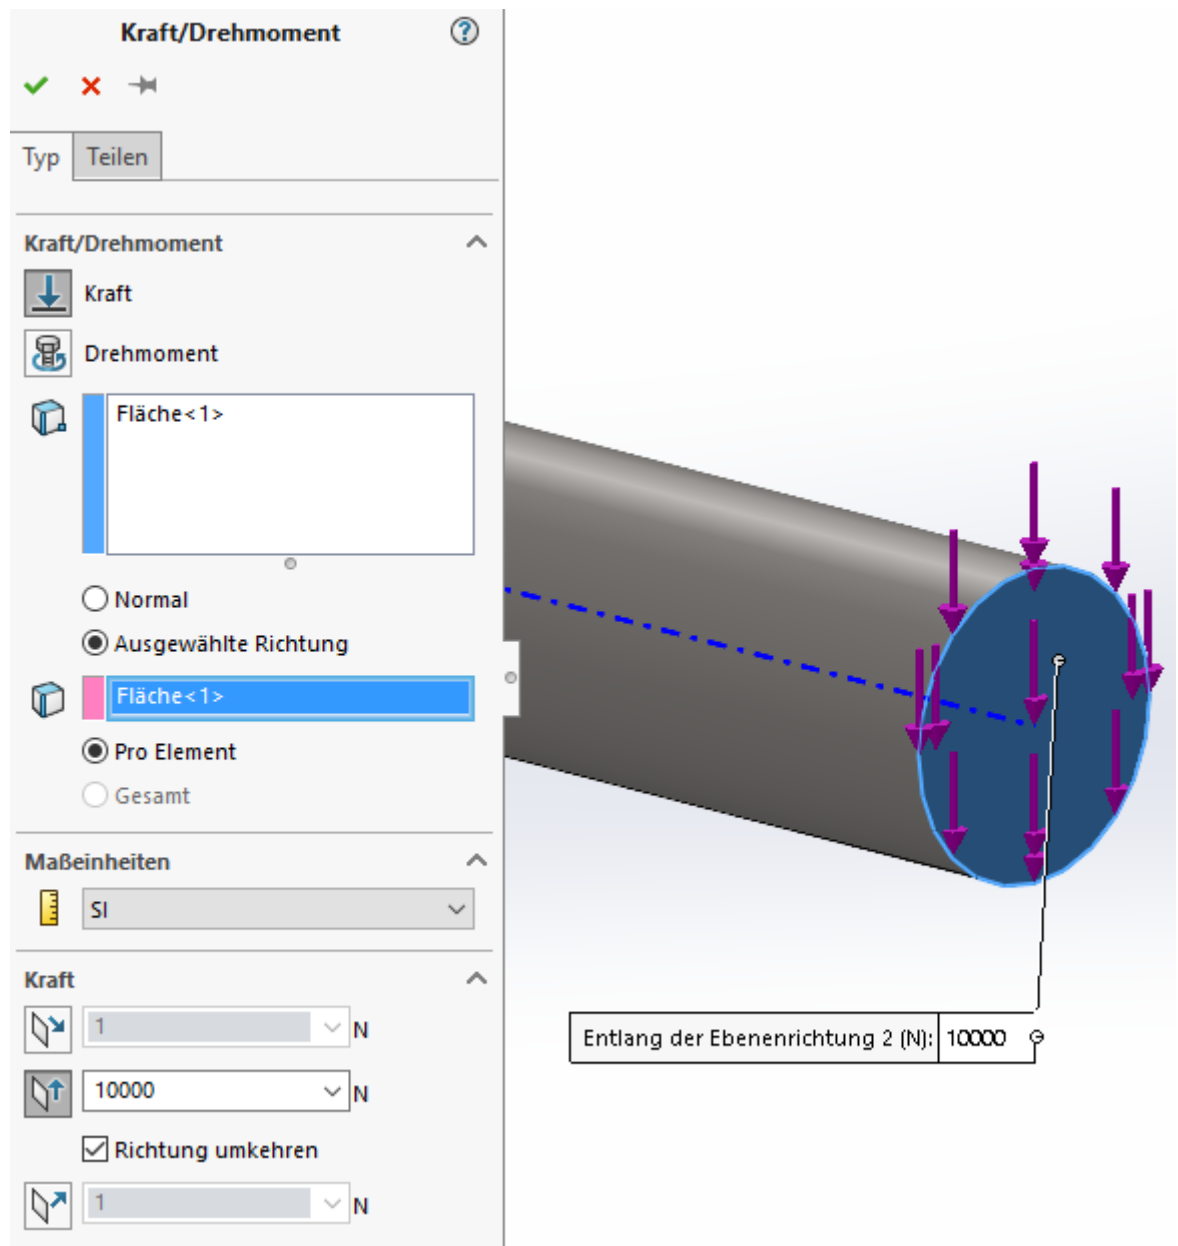 Kraft/Drehmoment
Typ
Teilen
Kraft/Drehmoment
Kraft
Drehmoment
Fläche<1>
Normal
Ausgewählte Richtung
Fläche<1>
Pro Element
Gesamt
Maßeinheiten
SI
Kraft
1 N
10000 N
Richtung umkehren
1 N
Entlang der Ebenenrichtung 2 (N): 10000